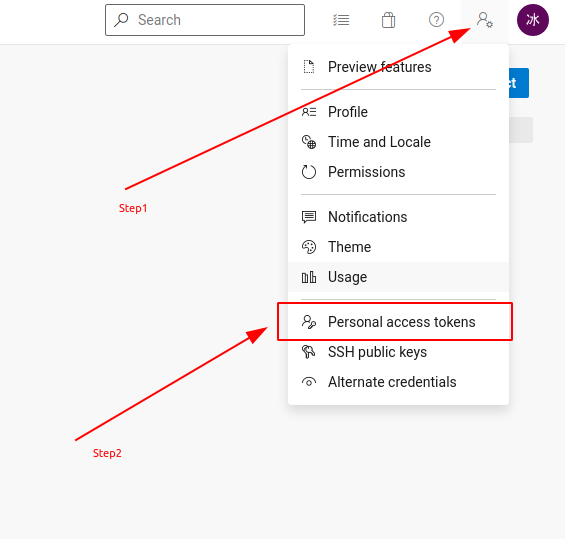 Search
冰
Preview features
ct
Profile
Time and Locale
Permissions
Step1
Notifications
Theme
Usage
Personal access tokens
SSH public keys
Alternate credentials
Step2